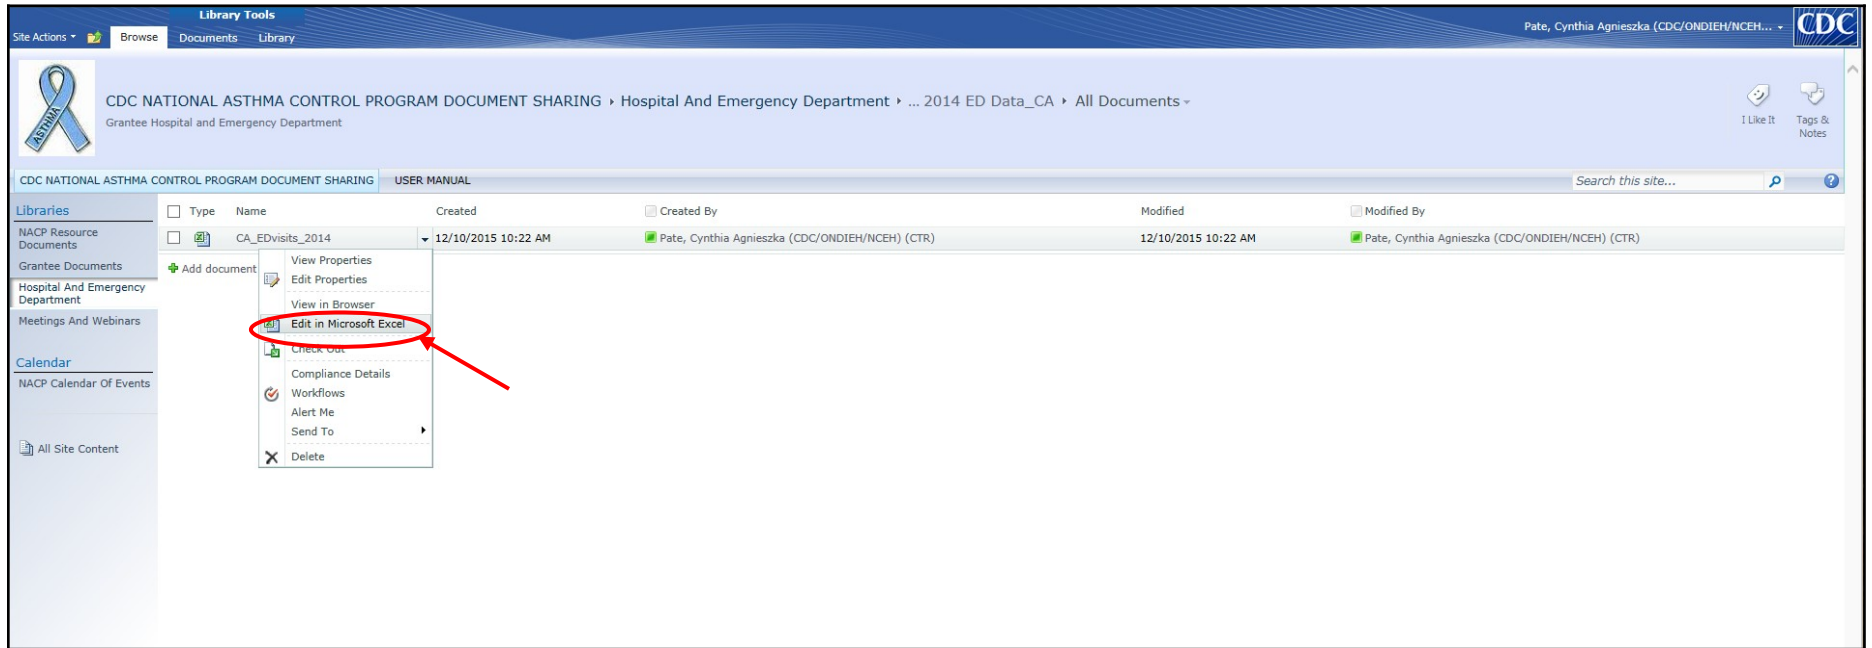 Library Tools
Site Actions
Browse
Documents
Library
Pate, Cynthia Agnieszka (CDC/ONDIEH/NCEH...
CDC
ASTHMA
CDC NATIONAL ASTHMA CONTROL PROGRAM DOCUMENT SHARING Hospital And Emergency Department ... 2014 ED Data_CA All Documents
Grantee Hospital and Emergency Department
I Like It
Tags &
Notes
CDC NATIONAL ASTHMA CONTROL PROGRAM DOCUMENT SHARING
USER MANUAL
Search this site...
Libraries
NACP Resource
Documents
Grantee Documents
Hospital And Emergency
Department
Meetings And Webinars
Calendar
NACP Calendar Of Events
All Site Content
Type Name Created Created By Modified Modified By
CA_EDvisits_2014 12/10/2015 10:22 AM Pate, Cynthia Agnieszka (CDC/ONDIEH/NCEH) (CTR) 12/10/2015 10:22 AM Pate, Cynthia Agnieszka (CDC/ONDIEH/NCEH) (CTR)
Add document
View Properties
Edit Properties
View in Browser
Edit in Microsoft Excel
Check Out
Compliance Details
Workflows
Alert Me
Send To
Delete